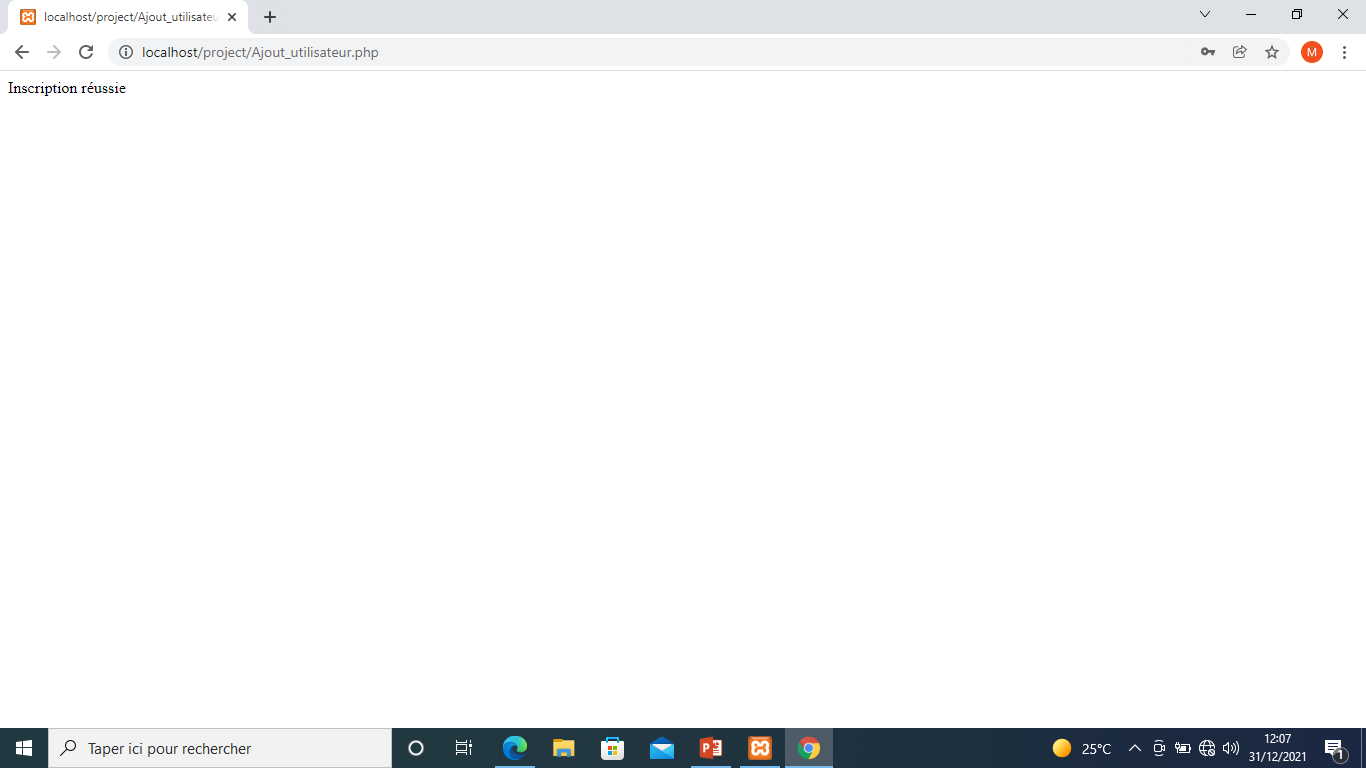 localhost/project/Ajout_utilisateu
localhost/project/Ajout_utilisateur.php
M
Inscription réussie
Taper ici pour rechercher
25°C
12:07
31/12/2021
1